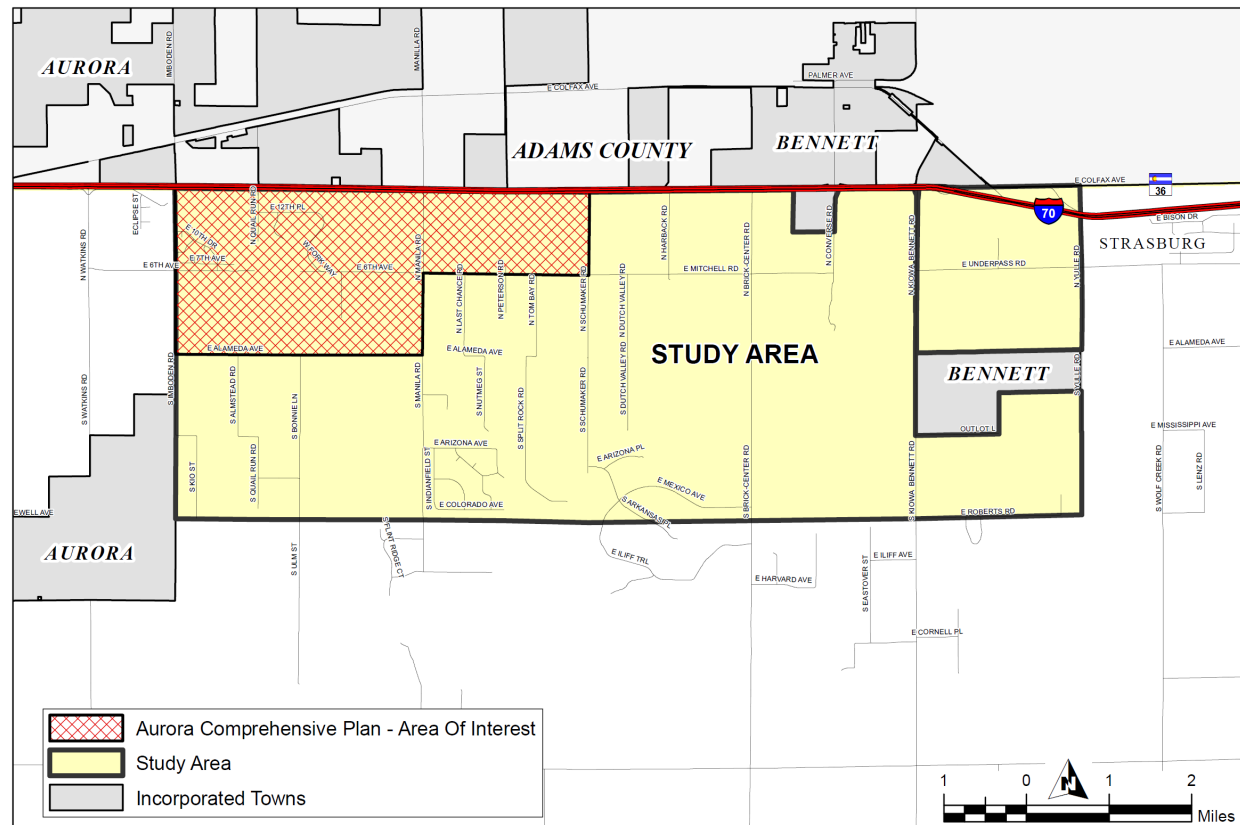 AURORA
IMBODEN RD
MANILLA RD
PALMER AVE
E COLFAX AVE
ADAMS COUNTY
BENNETT
E COLFAX AVE
36
70
E BISON DR
STRASBURG
ECLIPSE ST
N QUAIL RUN RD
E 12TH PL
E 10TH DR
W FORK WAY
E 7TH AVE
E 6TH AVE
E 6TH AVE
N WATKINS RD
N MANILA RD
N LAST CHANCE RD
N PETERSON RD
N TOM BAY RD
N SCHUMAKER RD
N DUTCH VALLEY RD
N HARBACK RD
E MITCHELL RD
N BRICK-CENTER RD
N CONVERSE RD
N KIOWA BENNETT RD
E UNDERPASS RD
N YULLE RD
E ALAMEDA AVE
E ALAMEDA AVE
STUDY AREA
BENNETT
E ALAMEDA AVE
S WATKINS RD
S IMBODEN RD
S ALMSTEAD RD
S BONNIE LN
S MANILA RD
S NUTMEG ST
S SPLIT ROCK RD
S SCHUMAKER RD
S DUTCH VALLEY RD
S YULLE RD
OUTLOT L
E MISSISSIPPI AVE
S KIO ST
S QUAIL RUN RD
S INDIANFIELD ST
E ARIZONA AVE
E COLORADO AVE
E ARIZONA PL
E MEXICO AVE
S ARKANSAS PL
S BRICK-CENTER RD
S KIOWA BENNETT RD
E ROBERTS RD
S WOLF CREEK RD
S LENZ RD
EWELL AVE
AURORA
S ULM ST
S FLINT RIDGE CT
E ILIFF TRL
E HARVARD AVE
S EASTOVER ST
E ILIFF AVE
E CORNELL PL
Aurora Comprehensive Plan - Area Of Interest
Study Area
Incorporated Towns
N
1 0 1 2
Miles